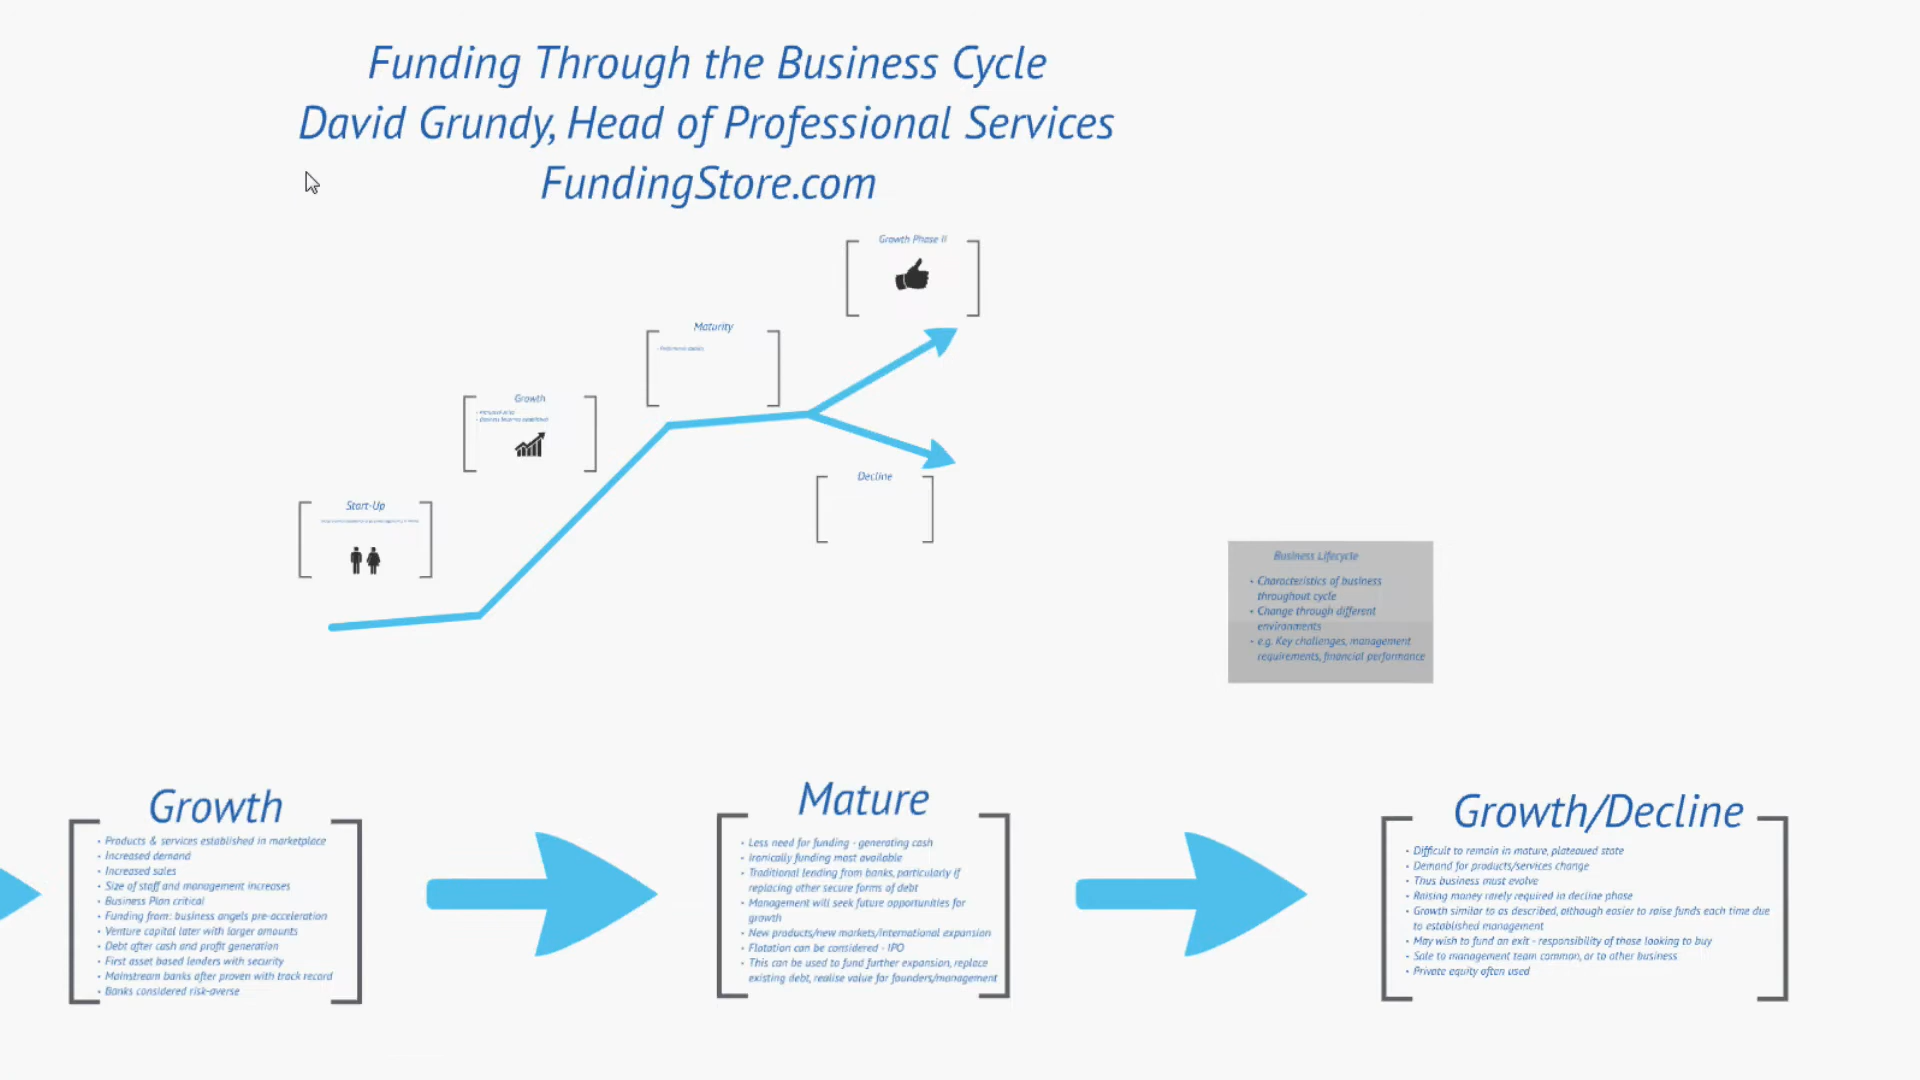 Funding Through the Business Cycle
David Grundy, Head of Professional Services
FundingStore.com
Growth Phase II
Maturity
Growth
Start-Up
Decline
Business Lifecycle
• Characteristics of business
throughout cycle
• Change through different
environments
• e.g. Key challenges, management
requirements, financial performance
Growth
• Products & services established in marketplace
• Increased demand
• Increased sales
• Size of staff and management increases
• Business Plan critical
• Funding from: business angels pre-acceleration
• Venture capital later with larger amounts
• Debt after cash and profit generation
• First asset based lenders with security
• Mainstream banks after proven with track record
• Banks considered risk-averse
Mature
• Less need for funding - generating cash
• Ironically funding most available
• Traditional lending from banks, particularly if
replacing other secure forms of debt
• Management will seek future opportunities for
growth
• New products/new markets/international expansion
• Flotation can be considered - IPO
• This can be used to fund further expansion, replace
existing debt, realise value for founders/management
Growth/Decline
• Difficult to remain in mature, plateaued state
• Demand for products/services change
• Thus business must evolve
• Raising money rarely required in decline phase
• Growth similar to as described, although easier to raise funds each time due
to established management
• May wish to fund an exit - responsibility of those looking to buy
• Sale to management team common, or to other business
• Private equity often used